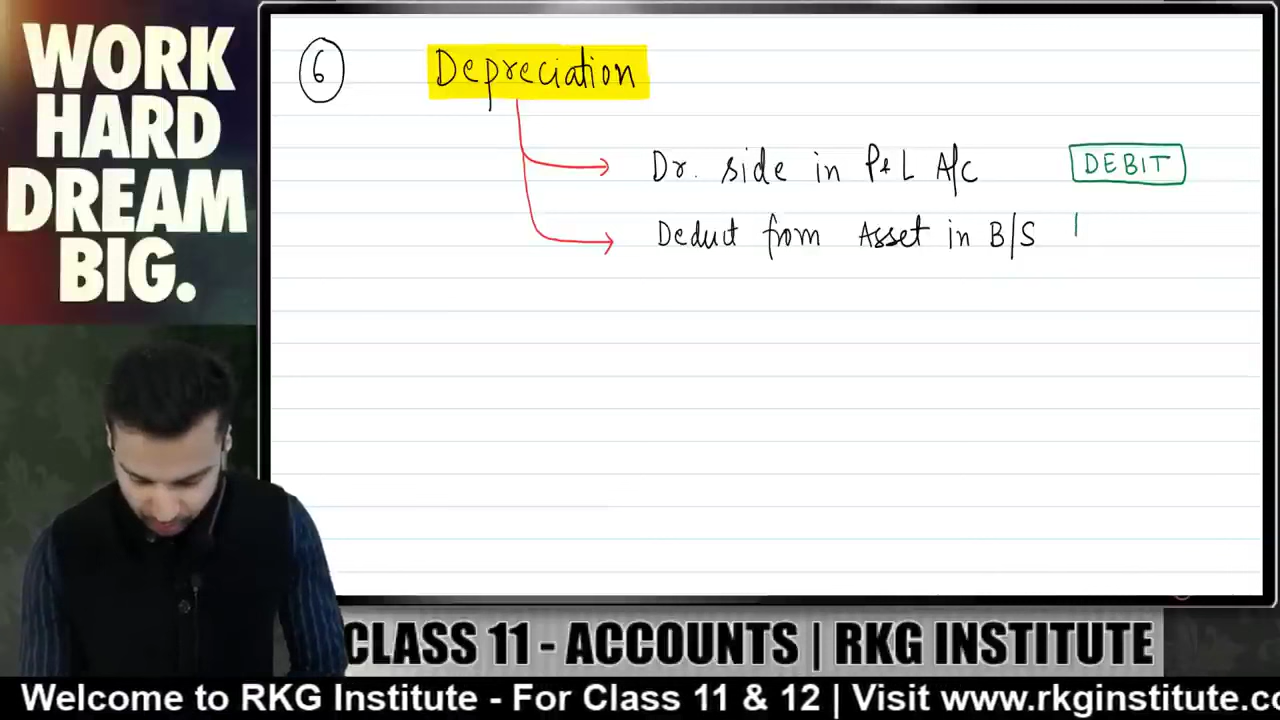 WORK
HARD
DREAM
BIG.
6 Depreciation
Dr. side in P+L A/c DEBIT
Deduct from Asset in B/S
CLASS 11 - ACCOUNTS | RKG INSTITUTE
Welcome to RKG Institute - For Class 11 & 12 | Visit www.rkginstitute.co